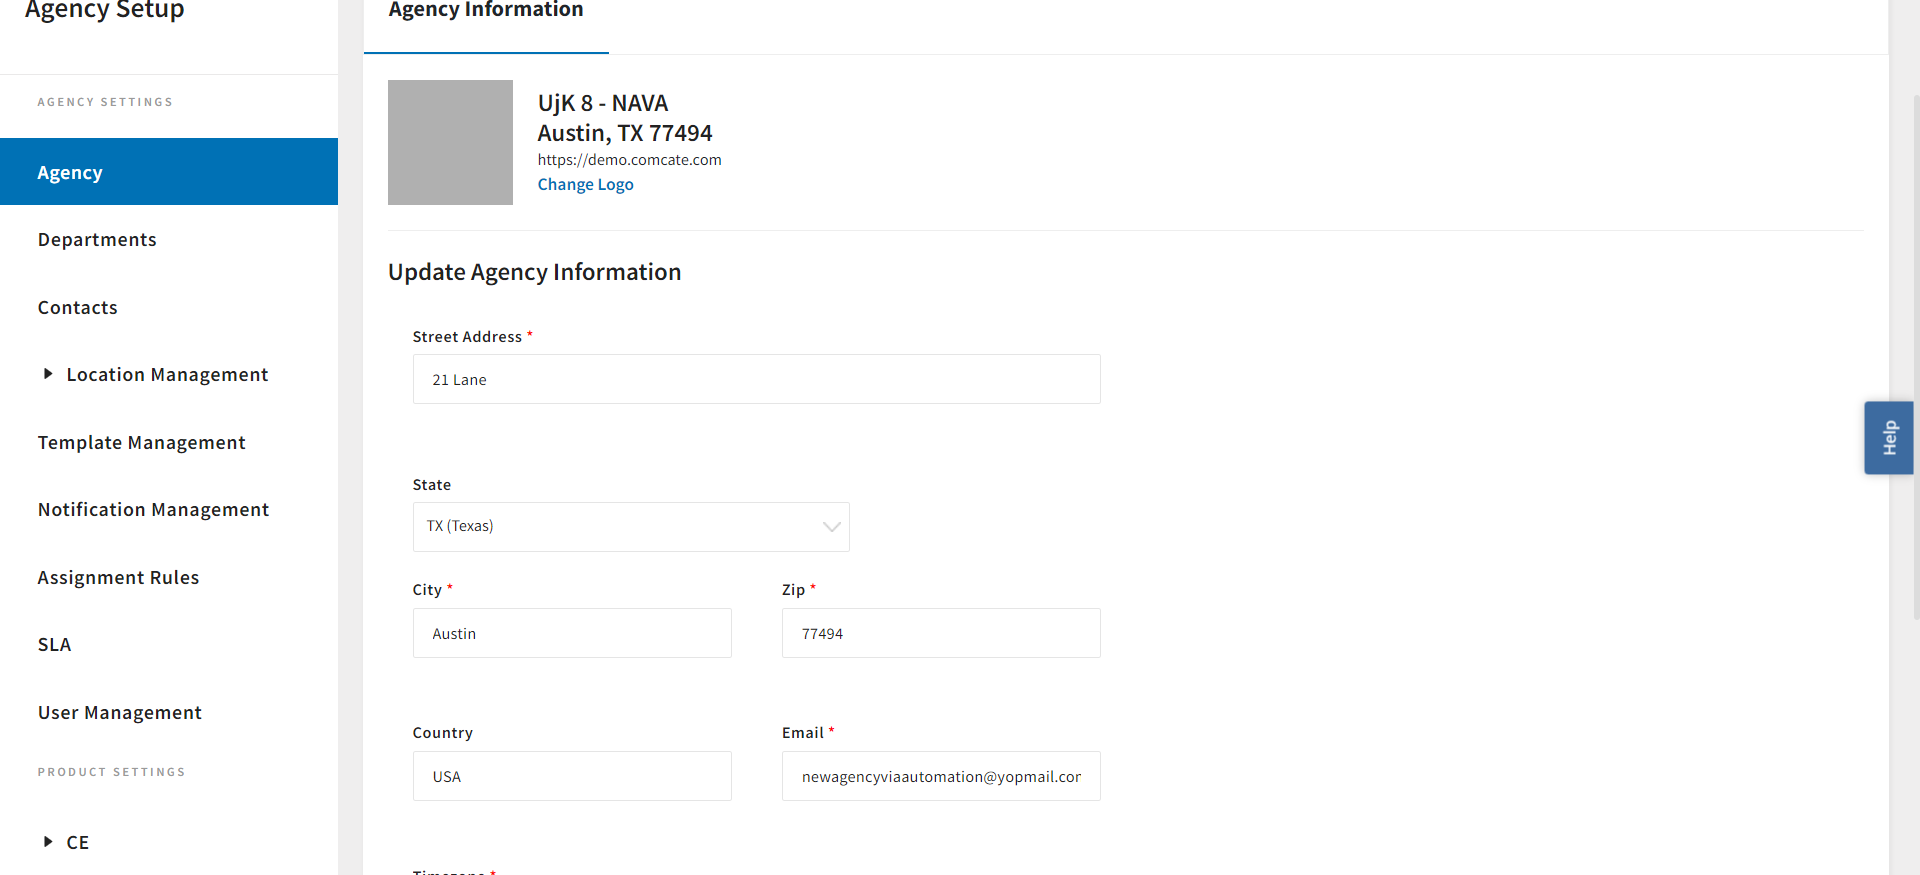 Agency Setup
AGENCY SETTINGS
Agency
Departments
Contacts
Location Management
Template Management
Notification Management
Assignment Rules
SLA
User Management
PRODUCT SETTINGS
CE
Agency Information
UjK 8 - NAVA
Austin, TX 77494
https://demo.comcate.com
Change Logo
Update Agency Information
Street Address *
21 Lane
State
TX (Texas)
City *
Zip *
Austin
77494
Country
Email *
USA
newagencyviaautomation@yopmail.cor
Timezone *
Help